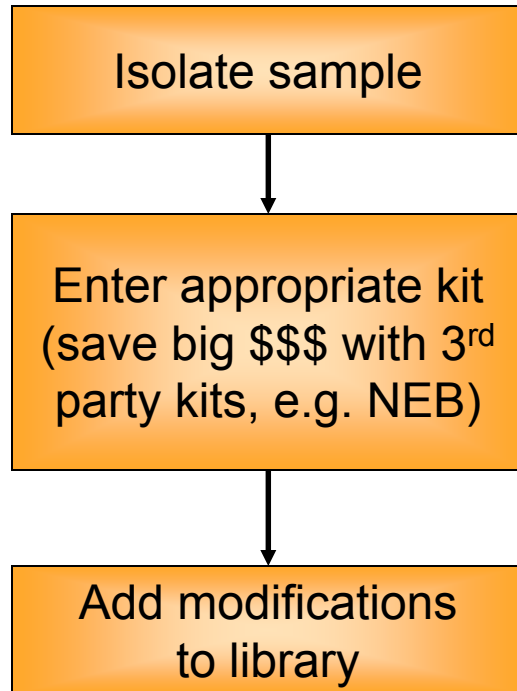 Isolate sample
Enter appropriate kit
(save big $$$ with 3rd
party kits, e.g. NEB)
Add modifications
to library